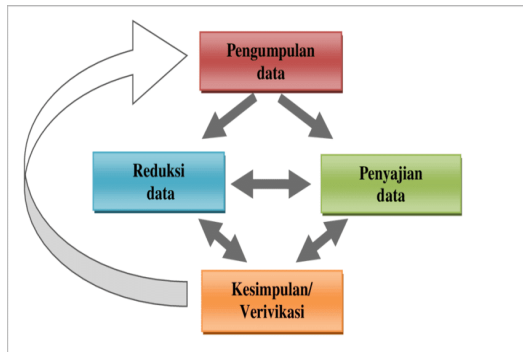 Pengumpulan
data
Reduksi
data
Penyajian
data
Kesimpulan/
Verivikasi